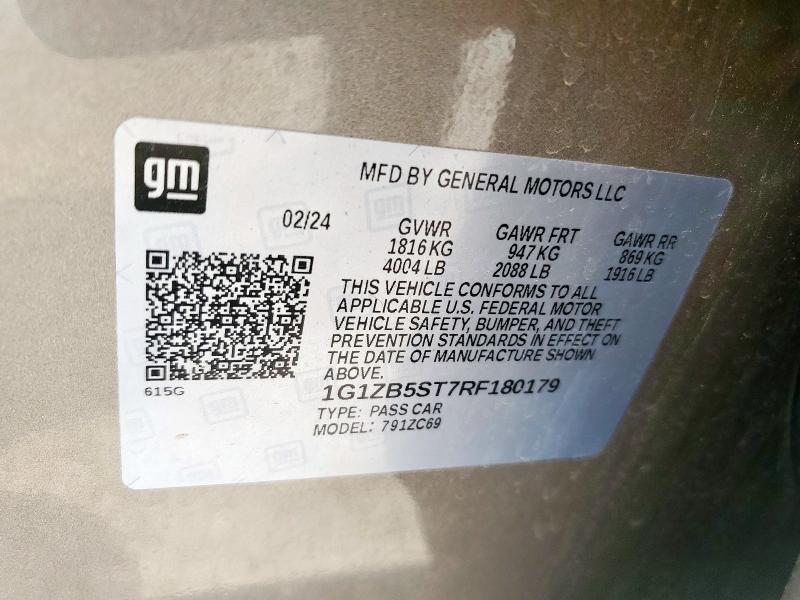 gm
MFD BY GENERAL MOTORS LLC
02/24 GVWR GAWR FRT GAWR RR
1816 KG 947 KG 869 KG
4004 LB 2088 LB 1916 LB
THIS VEHICLE CONFORMS TO ALL
APPLICABLE U.S. FEDERAL MOTOR
VEHICLE SAFETY, BUMPER, AND THEFT
PREVENTION STANDARDS IN EFFECT ON
THE DATE OF MANUFACTURE SHOWN
ABOVE.
615G
1G1ZB5ST7RF180179
TYPE: PASS CAR
MODEL: 791ZC69